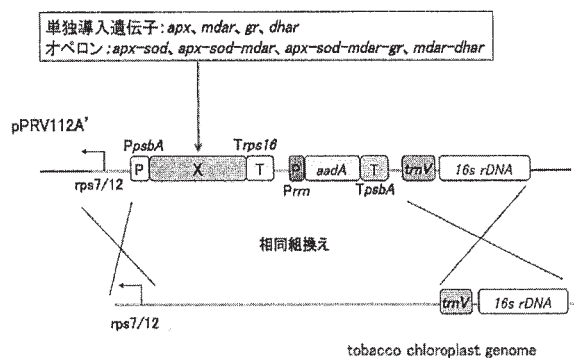 単独導入遺伝子：apx、mdar、gr、dhar
オペロン：apx-sod、apx-sod-mdar、apx-sod-mdar-gr、mdar-dhar
pPRV112A'
PpsbA
Trps16
P
X
T
P
aadA
T
trnV
16s rDNA
rps7/12
Prrn
TpsbA
相同組換え
trnV
16s rDNA
rps7/12
tobacco chloroplast genome